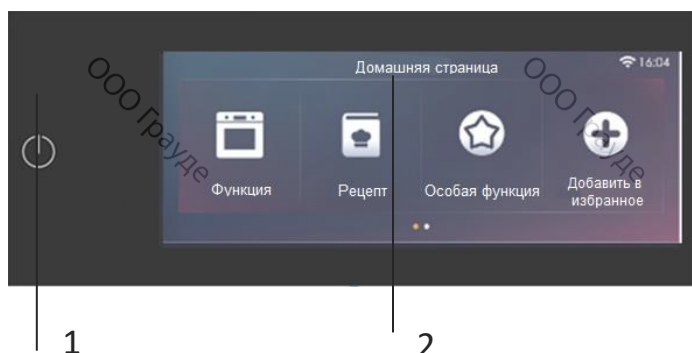 Домашняя страница
16:04
Функция
Рецепт
Особая функция
Добавить в
избранное
ООО Грауде
ООО Грауде
1
2